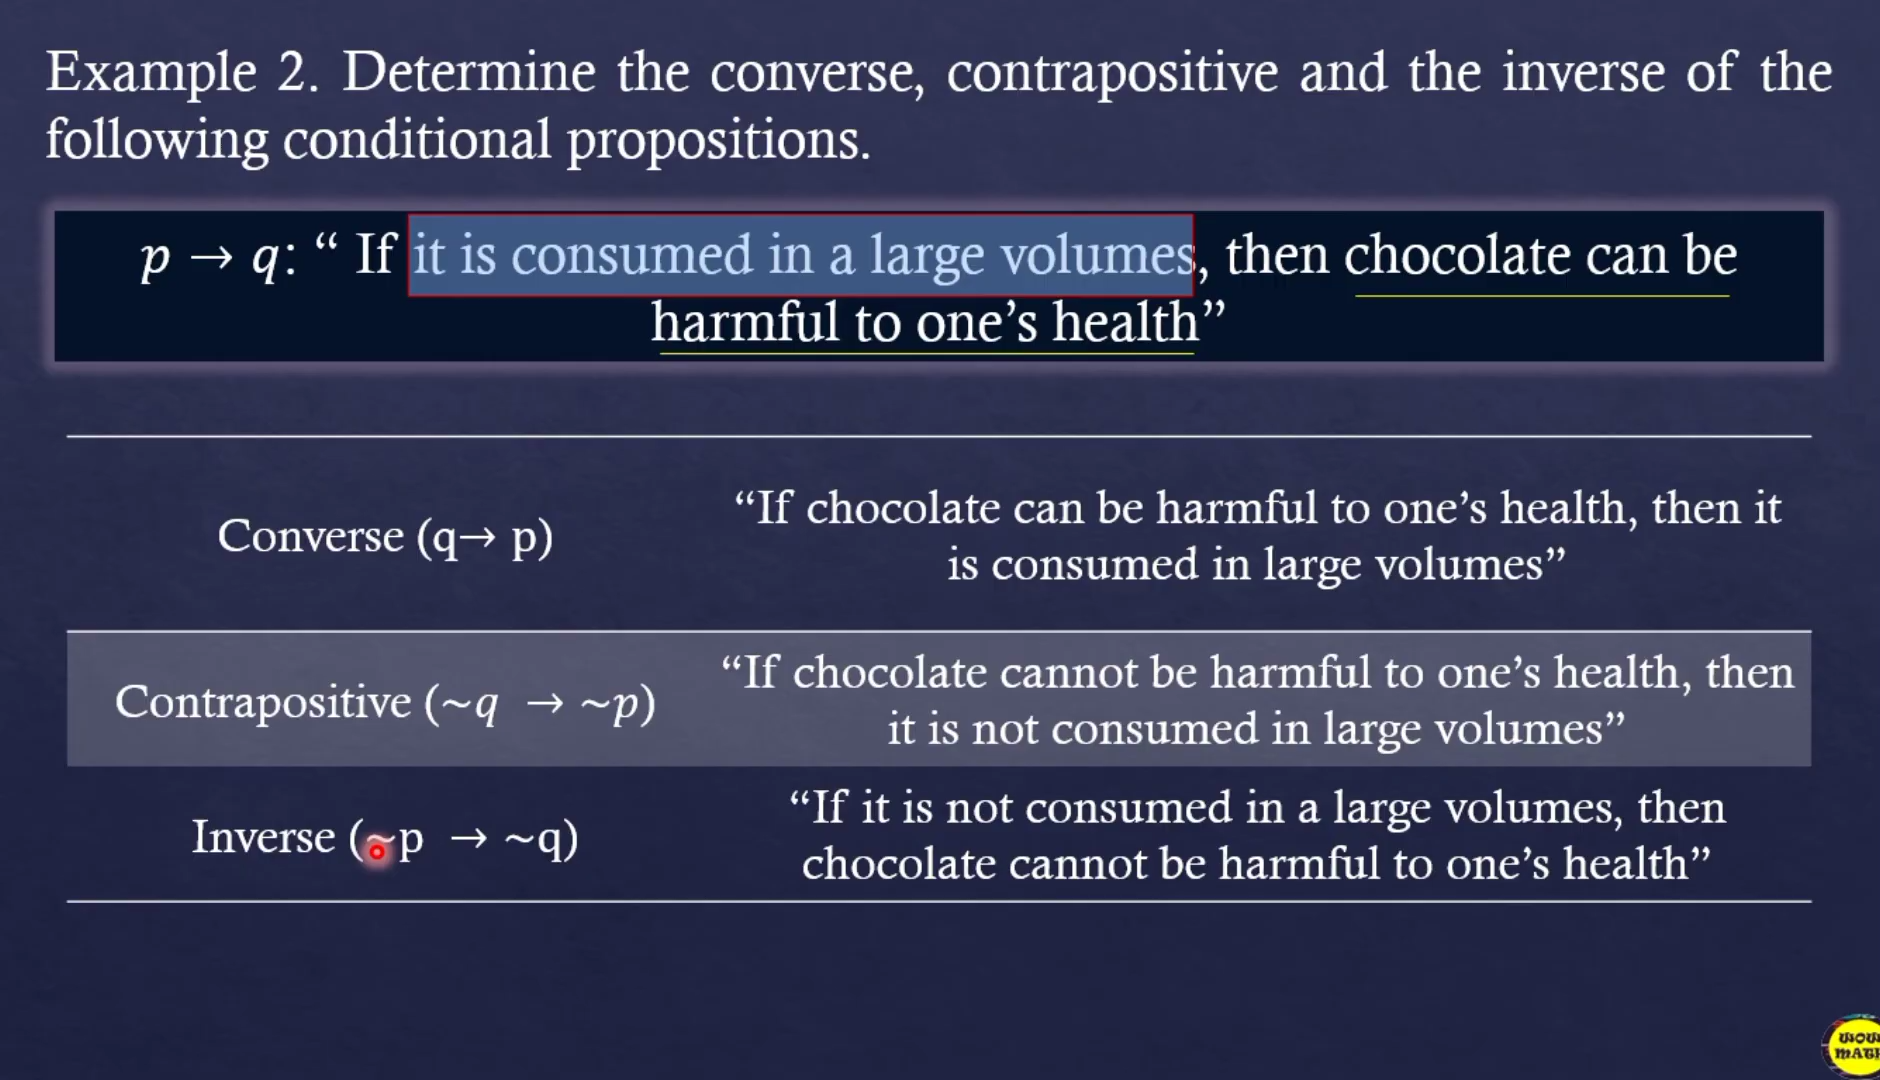 Example 2. Determine the converse, contrapositive and the inverse of the
following conditional propositions.
p → q: “ If it is consumed in a large volumes, then chocolate can be
harmful to one’s health”
Converse (q→ p)
“If chocolate can be harmful to one’s health, then it
is consumed in large volumes”
Contrapositive (~q → ~p)
“If chocolate cannot be harmful to one’s health, then
it is not consumed in large volumes”
Inverse (~p → ~q)
“If it is not consumed in a large volumes, then
chocolate cannot be harmful to one’s health”
WOW
MATH